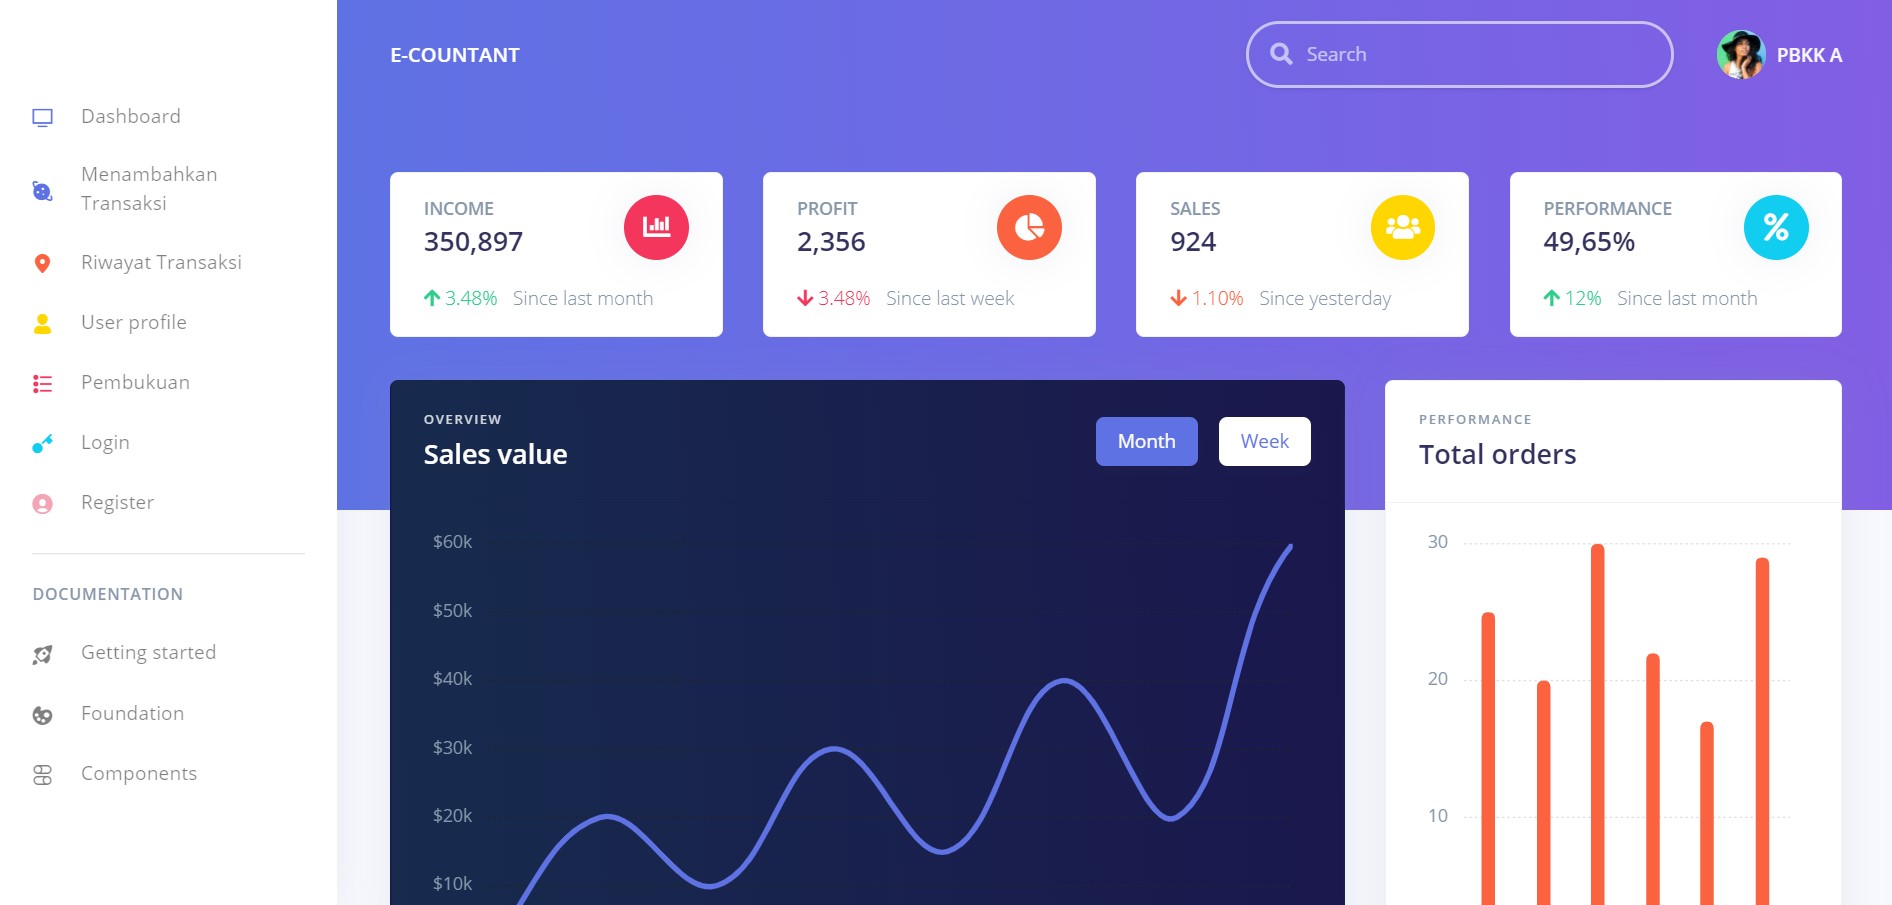 E-COUNTANT
Search
PBKK A
Dashboard
Menambahkan
Transaksi
Riwayat Transaksi
User profile
Pembukuan
Login
Register
DOCUMENTATION
Getting started
Foundation
Components
INCOME
350,897
3.48% Since last month
PROFIT
2,356
3.48% Since last week
SALES
924
1.10% Since yesterday
PERFORMANCE
49,65%
12% Since last month
OVERVIEW
Sales value
Month
Week
$60k
$50k
$40k
$30k
$20k
$10k
PERFORMANCE
Total orders
30
20
10